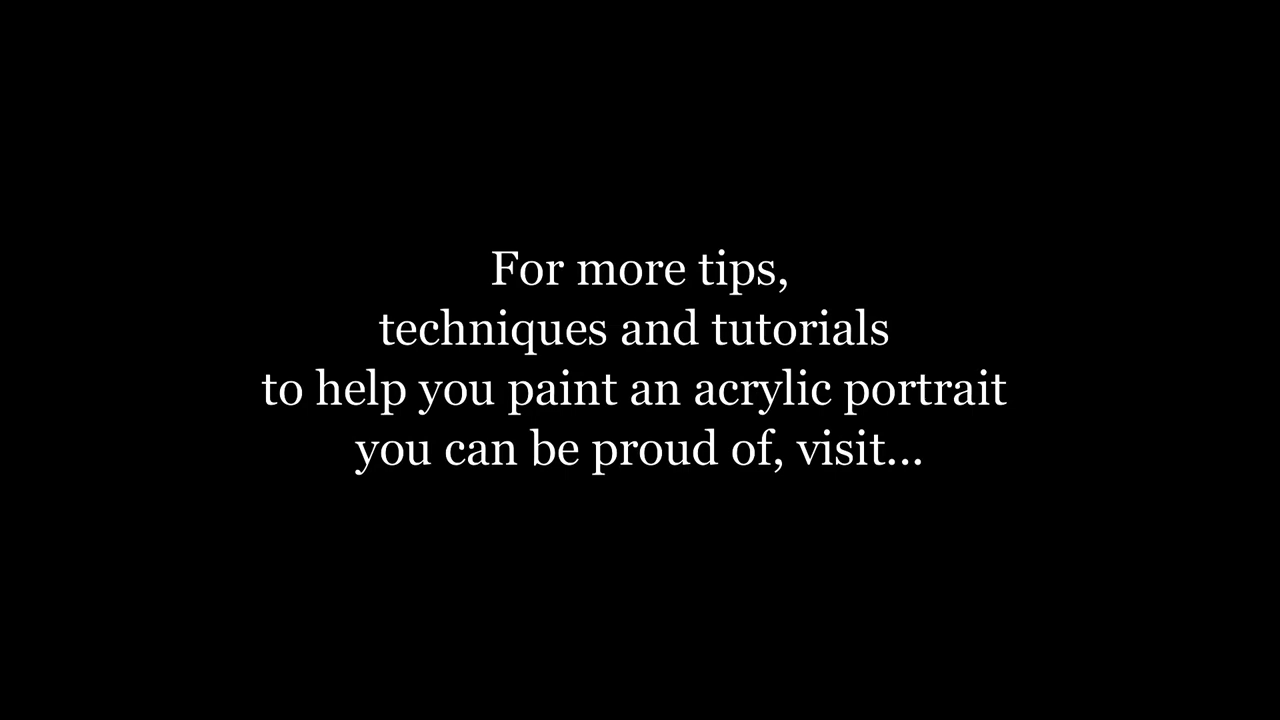 For more tips,
techniques and tutorials
to help you paint an acrylic portrait
you can be proud of, visit...